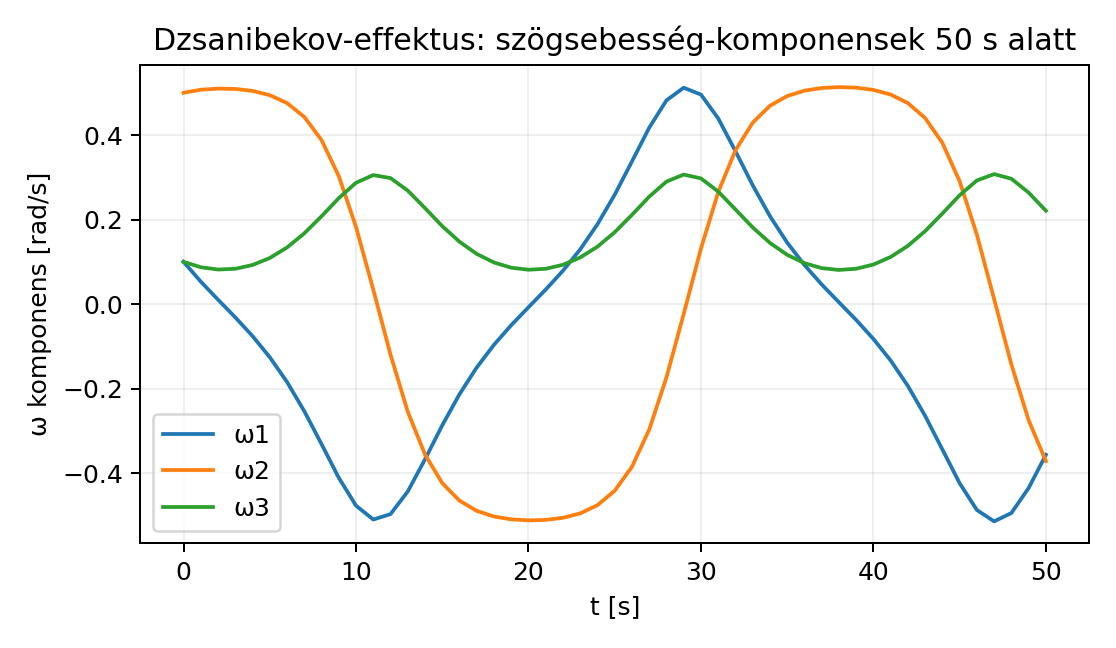 Dzsanibekov-effektus: szögsebesség-komponensek 50 s alatt
ω komponens [rad/s]
0.4
0.2
0.0
−0.2
−0.4
ω1
ω2
ω3
0 10 20 30 40 50
t [s]